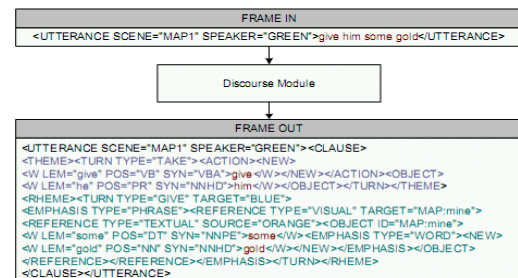 FRAME IN
<UTTERANCE SCENE="MAP1" SPEAKER="GREEN">give him some gold</UTTERANCE>
Discourse Module
FRAME OUT
<UTTERANCE SCENE="MAP1" SPEAKER="GREEN"><CLAUSE>
<THEME><TURN TYPE="TAKE"><ACTION><NEW>
<W LEM="give" POS="VB" SYN="VBA">give</W></NEW></ACTION><OBJECT>
<W LEM="he" POS="PR" SYN="NNHD">him</W></OBJECT></TURN></THEME>
<RHEME><TURN TYPE="GIVE" TARGET="BLUE">
<EMPHASIS TYPE="PHRASE"><REFERENCE TYPE="VISUAL" TARGET="MAP:mine">
<REFERENCE TYPE="TEXTUAL" SOURCE="ORANGE"><OBJECT ID="MAP:mine">
<W LEM="some" POS="DT" SYN="NNPE">some</W><EMPHASIS TYPE="WORD"><NEW>
<W LEM="gold" POS="NN" SYN="NNHD">gold</W></NEW></EMPHASIS></OBJECT>
</REFERENCE></REFERENCE></EMPHASIS></TURN></RHEME>
</CLAUSE></UTTERANCE>